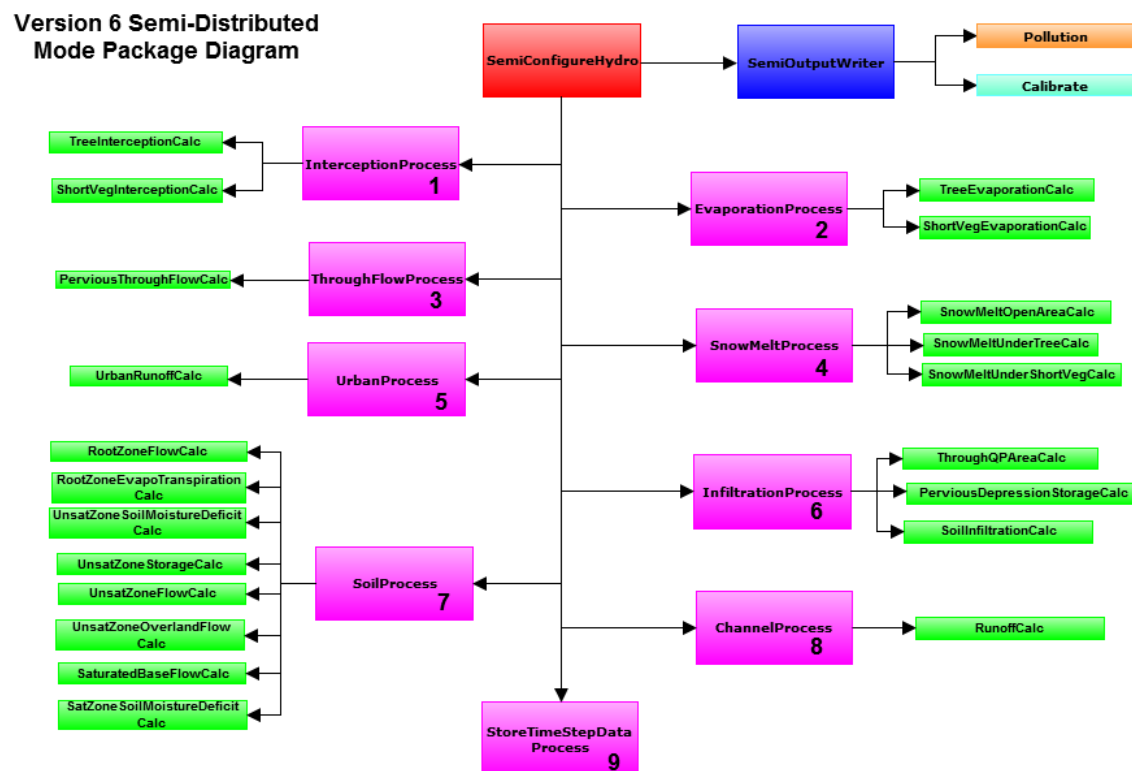 Version 6 Semi-Distributed
Mode Package Diagram
SemiConfigureHydro
SemiOutputWriter
Pollution
Calibrate
TreeInterceptionCalc
ShortVegInterceptionCalc
InterceptionProcess
1
EvaporationProcess
2
TreeEvaporationCalc
ShortVegEvaporationCalc
PerviousThroughFlowCalc
ThroughFlowProcess
3
SnowMeltProcess
4
SnowMeltOpenAreaCalc
SnowMeltUnderTreeCalc
SnowMeltUnderShortVegCalc
UrbanRunoffCalc
UrbanProcess
5
InfiltrationProcess
6
ThroughQPAreaCalc
PerviousDepressionStorageCalc
SoilInfiltrationCalc
RootZoneFlowCalc
RootZoneEvapoTranspiration
Calc
UnsatZoneSoilMoistureDeficit
Calc
UnsatZoneStorageCalc
UnsatZoneFlowCalc
UnsatZoneOverlandFlow
Calc
SaturatedBaseFlowCalc
SatZoneSoilMoistureDeficit
Calc
SoilProcess
7
ChannelProcess
8
RunoffCalc
StoreTimeStepData
Process
9